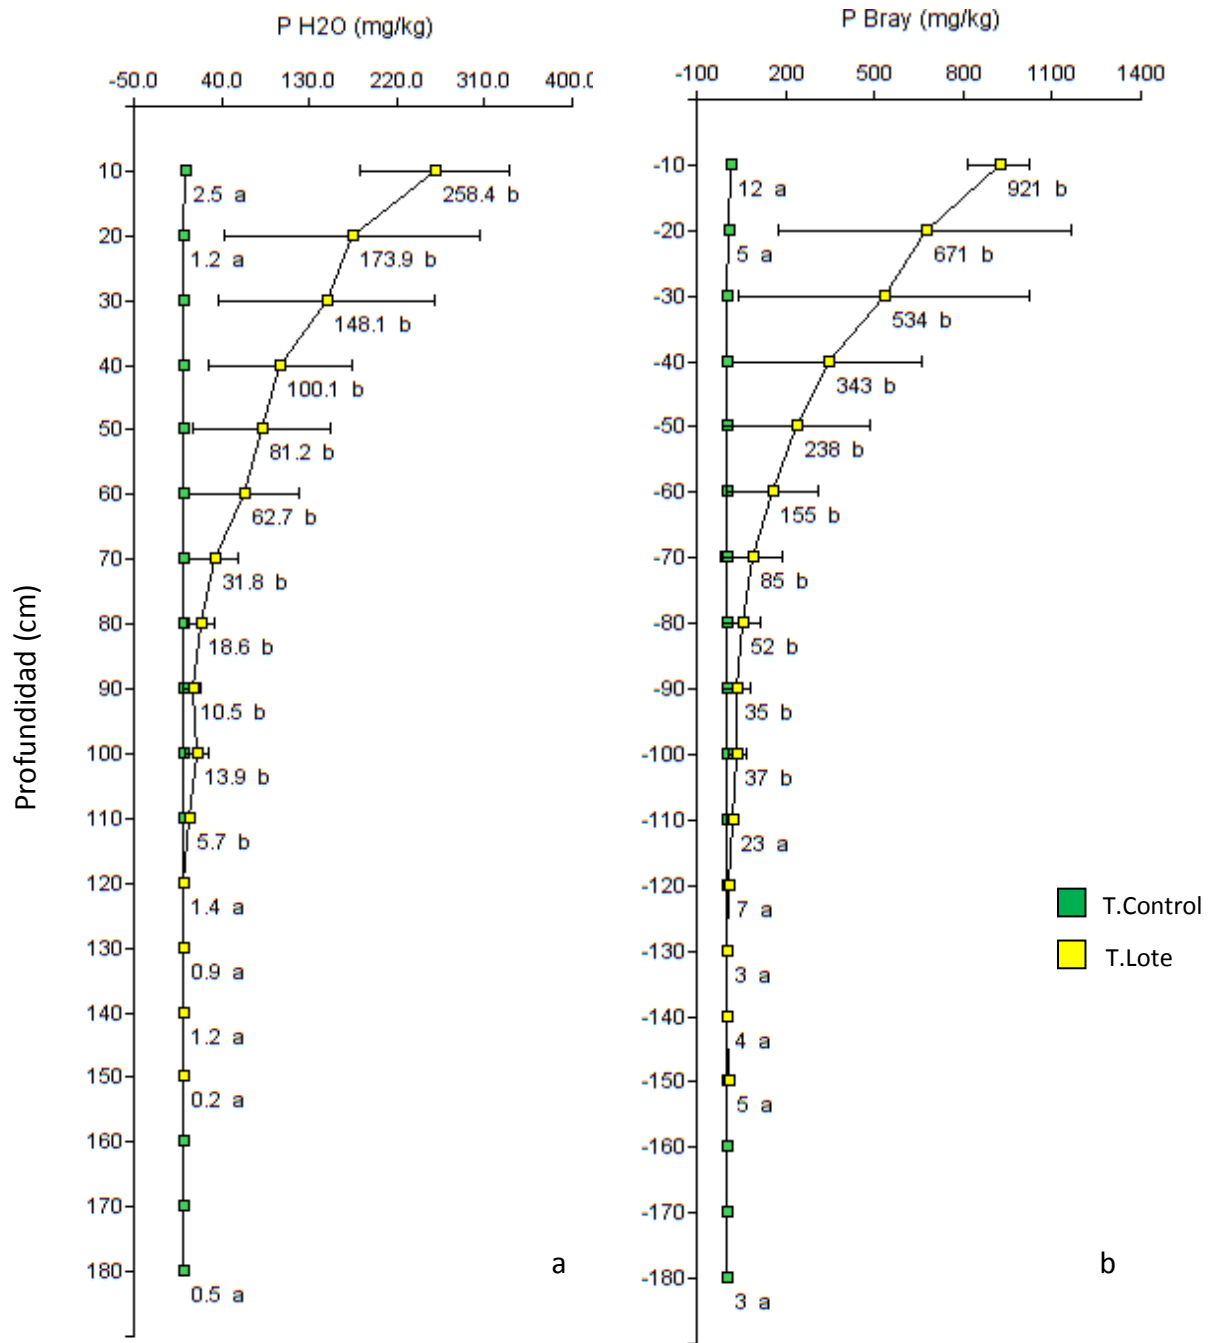 P H2O (mg/kg)
-50.0 40.0 130.0 220.0 310.0 400.0
Profundidad (cm)
10
2.5 a 258.4 b
20
1.2 a 173.9 b
30
148.1 b
40
100.1 b
50
81.2 b
60
62.7 b
70
31.8 b
80
18.6 b
90
10.5 b
100
13.9 b
110
5.7 b
120
1.4 a
130
0.9 a
140
1.2 a
150
0.2 a
160
170
180
0.5 a
a
P Bray (mg/kg)
-100 200 500 800 1100 1400
-10
12 a 921 b
-20
5 a 671 b
-30
534 b
-40
343 b
-50
238 b
-60
155 b
-70
85 b
-80
52 b
-90
35 b
-100
37 b
-110
23 a
-120
7 a
-130
3 a
-140
4 a
-150
5 a
-160
-170
-180
3 a
b
T.Control
T.Lote